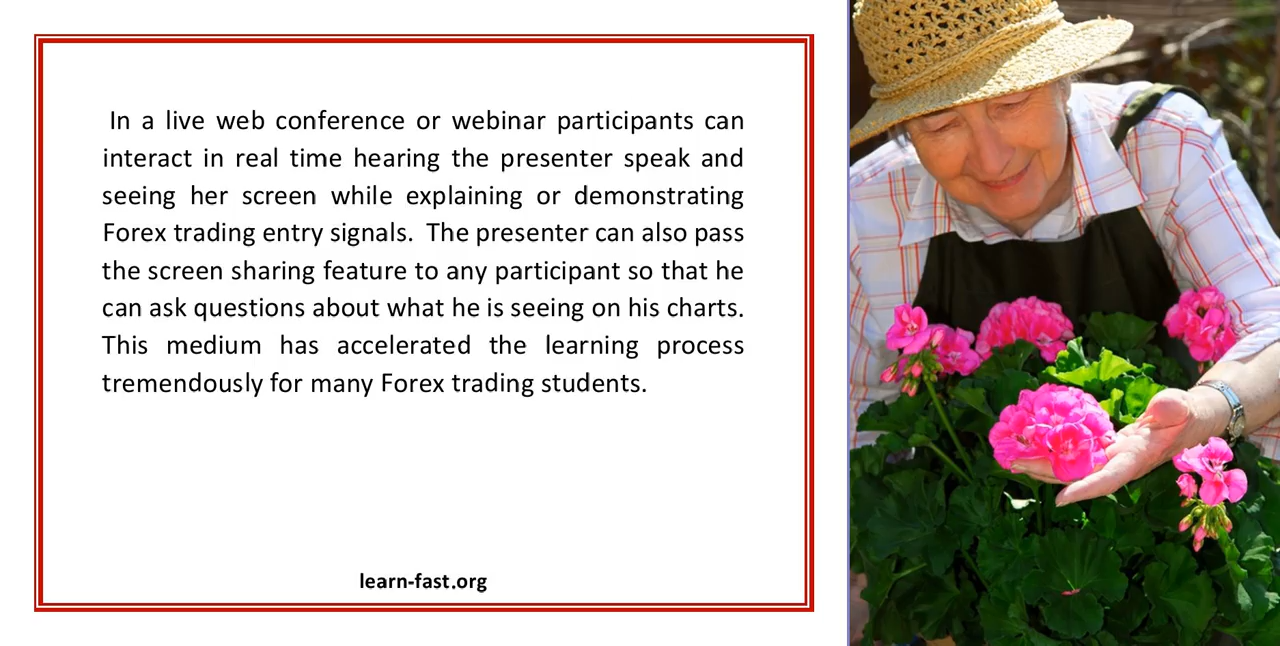 In a live web conference or webinar participants can
interact in real time hearing the presenter speak and
seeing her screen while explaining or demonstrating
Forex trading entry signals.  The presenter can also pass
the screen sharing feature to any participant so that he
can ask questions about what he is seeing on his charts.
This medium has accelerated the learning process
tremendously for many Forex trading students.
learn-fast.org